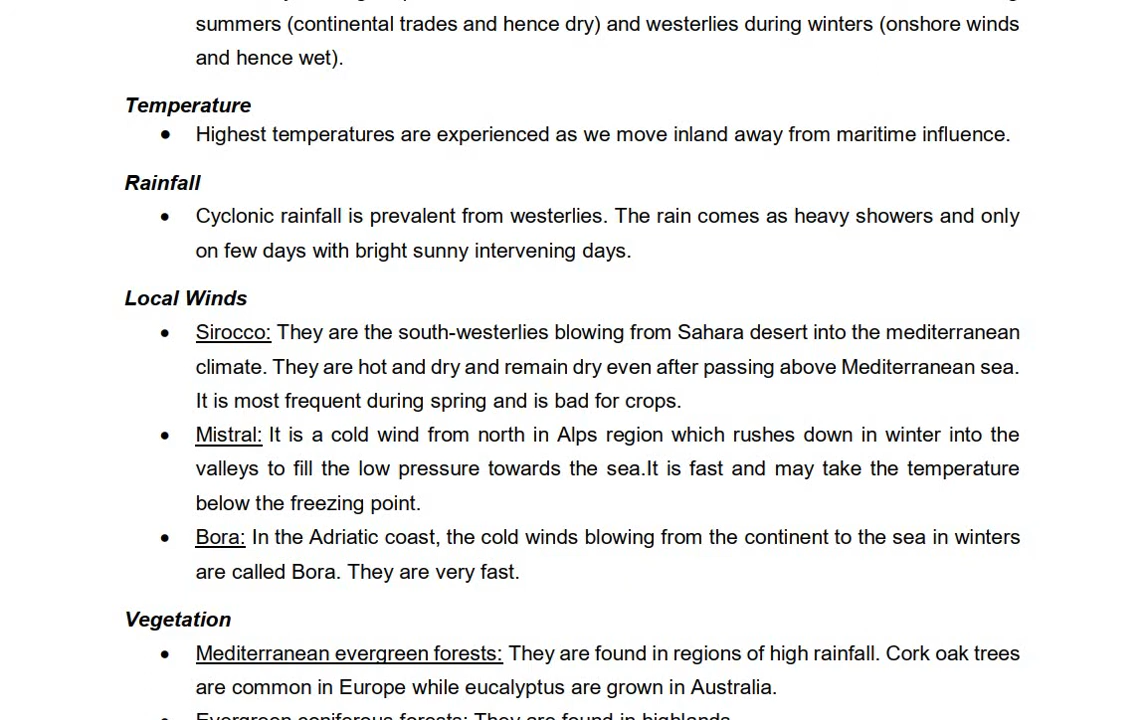 summers (continental trades and hence dry) and westerlies during winters (onshore winds
and hence wet).
Temperature
• Highest temperatures are experienced as we move inland away from maritime influence.
Rainfall
• Cyclonic rainfall is prevalent from westerlies. The rain comes as heavy showers and only
on few days with bright sunny intervening days.
Local Winds
• Sirocco: They are the south-westerlies blowing from Sahara desert into the mediterranean
climate. They are hot and dry and remain dry even after passing above Mediterranean sea.
It is most frequent during spring and is bad for crops.
• Mistral: It is a cold wind from north in Alps region which rushes down in winter into the
valleys to fill the low pressure towards the sea.It is fast and may take the temperature
below the freezing point.
• Bora: In the Adriatic coast, the cold winds blowing from the continent to the sea in winters
are called Bora. They are very fast.
Vegetation
• Mediterranean evergreen forests: They are found in regions of high rainfall. Cork oak trees
are common in Europe while eucalyptus are grown in Australia.
• Evergreen coniferous forests: They are found in highlands.